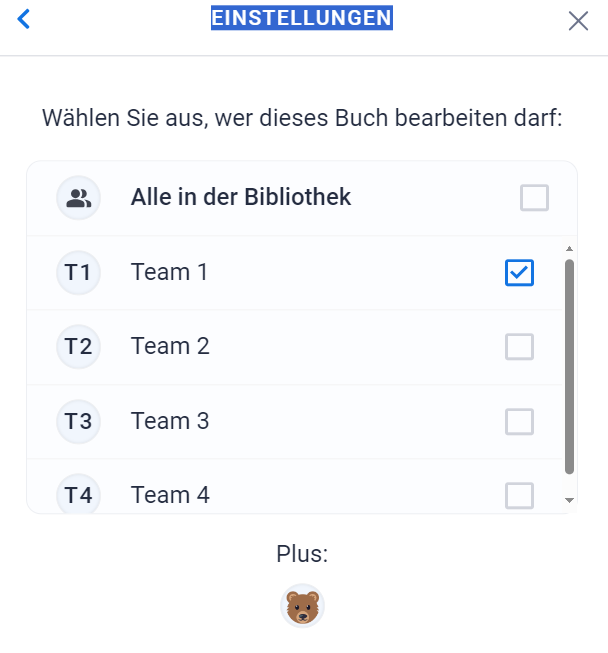 EINSTELLUNGEN
Wählen Sie aus, wer dieses Buch bearbeiten darf:
Alle in der Bibliothek
T1 Team 1
T2 Team 2
T3 Team 3
T4 Team 4
Plus: